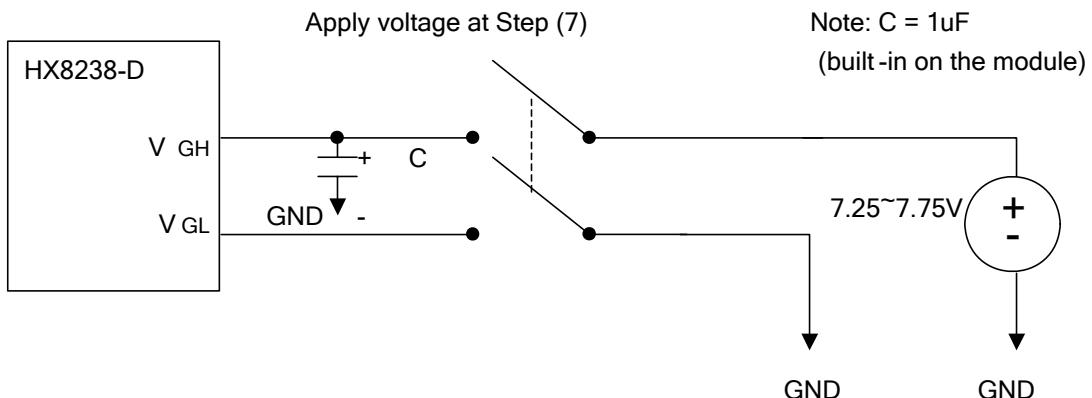 Apply voltage at Step (7)
Note: C = 1uF
(built-in on the module)
HX8238-D
V GH
+
C
GND
-
V GL
7.25~7.75V
+
-
GND
GND